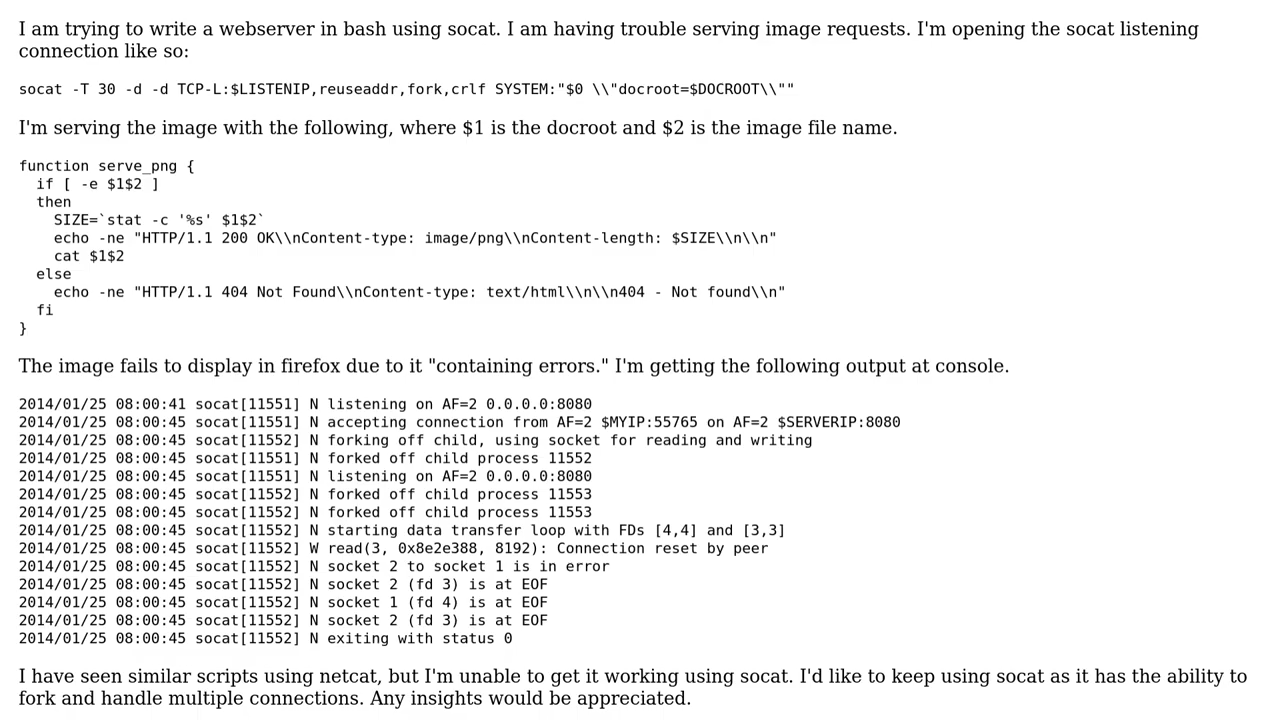 I am trying to write a webserver in bash using socat. I am having trouble serving image requests. I'm opening the socat listening
connection like so:
socat -T 30 -d -d TCP-L:$LISTENIP,reuseaddr,fork,crlf SYSTEM:"$0 \\"docroot=$DOCROOT\\""
I'm serving the image with the following, where $1 is the docroot and $2 is the image file name.
function serve_png {
  if [ -e $1$2 ]
  then
    SIZE=`stat -c '%s' $1$2`
    echo -ne "HTTP/1.1 200 OK\\nContent-type: image/png\\nContent-length: $SIZE\\n\\n"
    cat $1$2
  else
    echo -ne "HTTP/1.1 404 Not Found\\nContent-type: text/html\\n\\n404 - Not found\\n"
  fi
}
The image fails to display in firefox due to it "containing errors." I'm getting the following output at console.
2014/01/25 08:00:41 socat[11551] N listening on AF=2 0.0.0.0:8080
2014/01/25 08:00:45 socat[11551] N accepting connection from AF=2 $MYIP:55765 on AF=2 $SERVERIP:8080
2014/01/25 08:00:45 socat[11552] N forking off child, using socket for reading and writing
2014/01/25 08:00:45 socat[11551] N forked off child process 11552
2014/01/25 08:00:45 socat[11551] N listening on AF=2 0.0.0.0:8080
2014/01/25 08:00:45 socat[11552] N forked off child process 11553
2014/01/25 08:00:45 socat[11552] N forked off child process 11553
2014/01/25 08:00:45 socat[11552] N starting data transfer loop with FDs [4,4] and [3,3]
2014/01/25 08:00:45 socat[11552] W read(3, 0x8e2e388, 8192): Connection reset by peer
2014/01/25 08:00:45 socat[11552] N socket 2 to socket 1 is in error
2014/01/25 08:00:45 socat[11552] N socket 2 (fd 3) is at EOF
2014/01/25 08:00:45 socat[11552] N socket 1 (fd 4) is at EOF
2014/01/25 08:00:45 socat[11552] N socket 2 (fd 3) is at EOF
2014/01/25 08:00:45 socat[11552] N exiting with status 0
I have seen similar scripts using netcat, but I'm unable to get it working using socat. I'd like to keep using socat as it has the ability to
fork and handle multiple connections. Any insights would be appreciated.